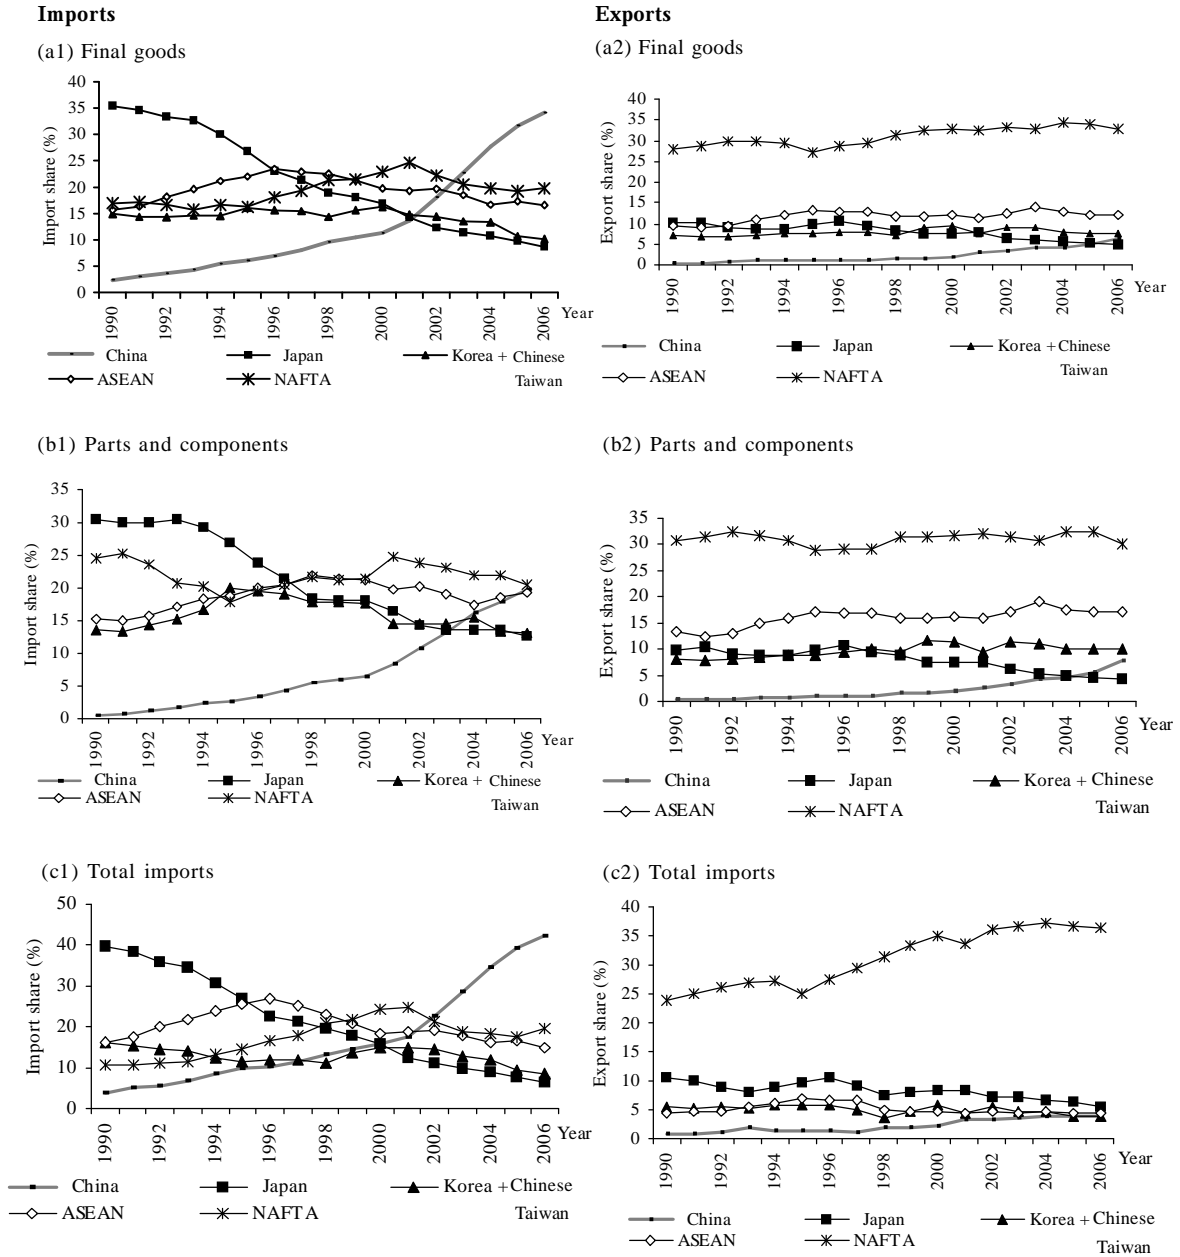 Imports
(a1) Final goods
Import share (%)
40
35
30
25
20
15
10
5
0
1990
1992
1994
1996
1998
2000
2002
2004
2006
Year
China
Japan
Korea + Chinese
Taiwan
ASEAN
NAFTA
Exports
(a2) Final goods
Export share (%)
40
35
30
25
20
15
10
5
0
1990
1992
1994
1996
1998
2000
2002
2004
2006
Year
China
Japan
Korea + Chinese
Taiwan
ASEAN
NAFTA
(b1) Parts and components
Import share (%)
35
30
25
20
15
10
5
0
1990
1992
1994
1996
1998
2000
2002
2004
2006
Year
China
Japan
Korea + Chinese
Taiwan
ASEAN
NAFTA
(b2) Parts and components
Export share (%)
35
30
25
20
15
10
5
0
1990
1992
1994
1996
1998
2000
2002
2004
2006
Year
China
Japan
Korea + Chinese
Taiwan
ASEAN
NAFTA
(c1) Total imports
Import share (%)
50
40
30
20
10
0
1990
1992
1994
1996
1998
2000
2002
2004
2006
Year
China
Japan
Korea + Chinese
Taiwan
ASEAN
NAFTA
(c2) Total imports
Export share (%)
40
35
30
25
20
15
10
5
0
1990
1992
1994
1996
1998
2000
2002
2004
2006
Year
China
Japan
Korea + Chinese
Taiwan
ASEAN
NAFTA